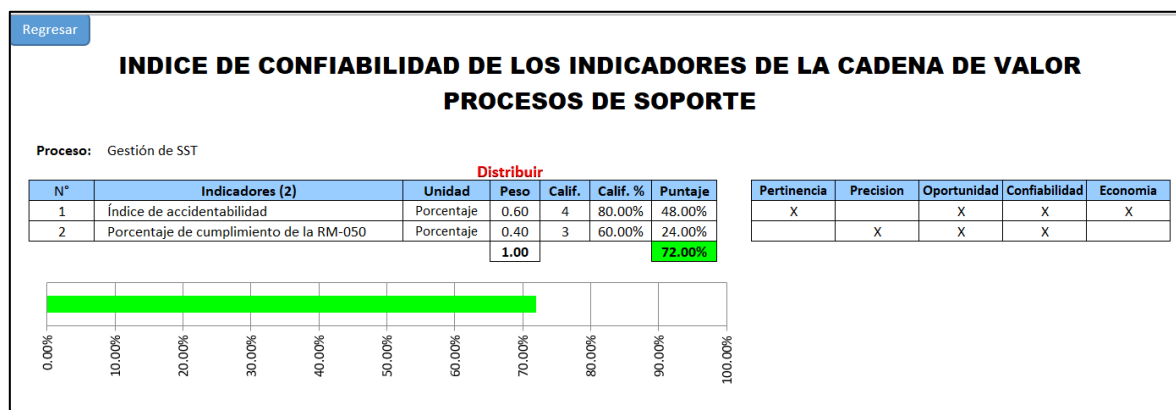 Regresar
INDICE DE CONFIABILIDAD DE LOS INDICADORES DE LA CADENA DE VALOR
PROCESOS DE SOPORTE
Proceso: Gestión de SST
Distribuir
N° Indicadores (2) Unidad Peso Calif. Calif. % Puntaje Pertinencia Precision Oportunidad Confiabilidad Economia
1 Índice de accidentabilidad Porcentaje 0.60 4 80.00% 48.00% X X X X
2 Porcentaje de cumplimiento de la RM-050 Porcentaje 0.40 3 60.00% 24.00% X X X
1.00 72.00%
0.00% 10.00% 20.00% 30.00% 40.00% 50.00% 60.00% 70.00% 80.00% 90.00% 100.00%